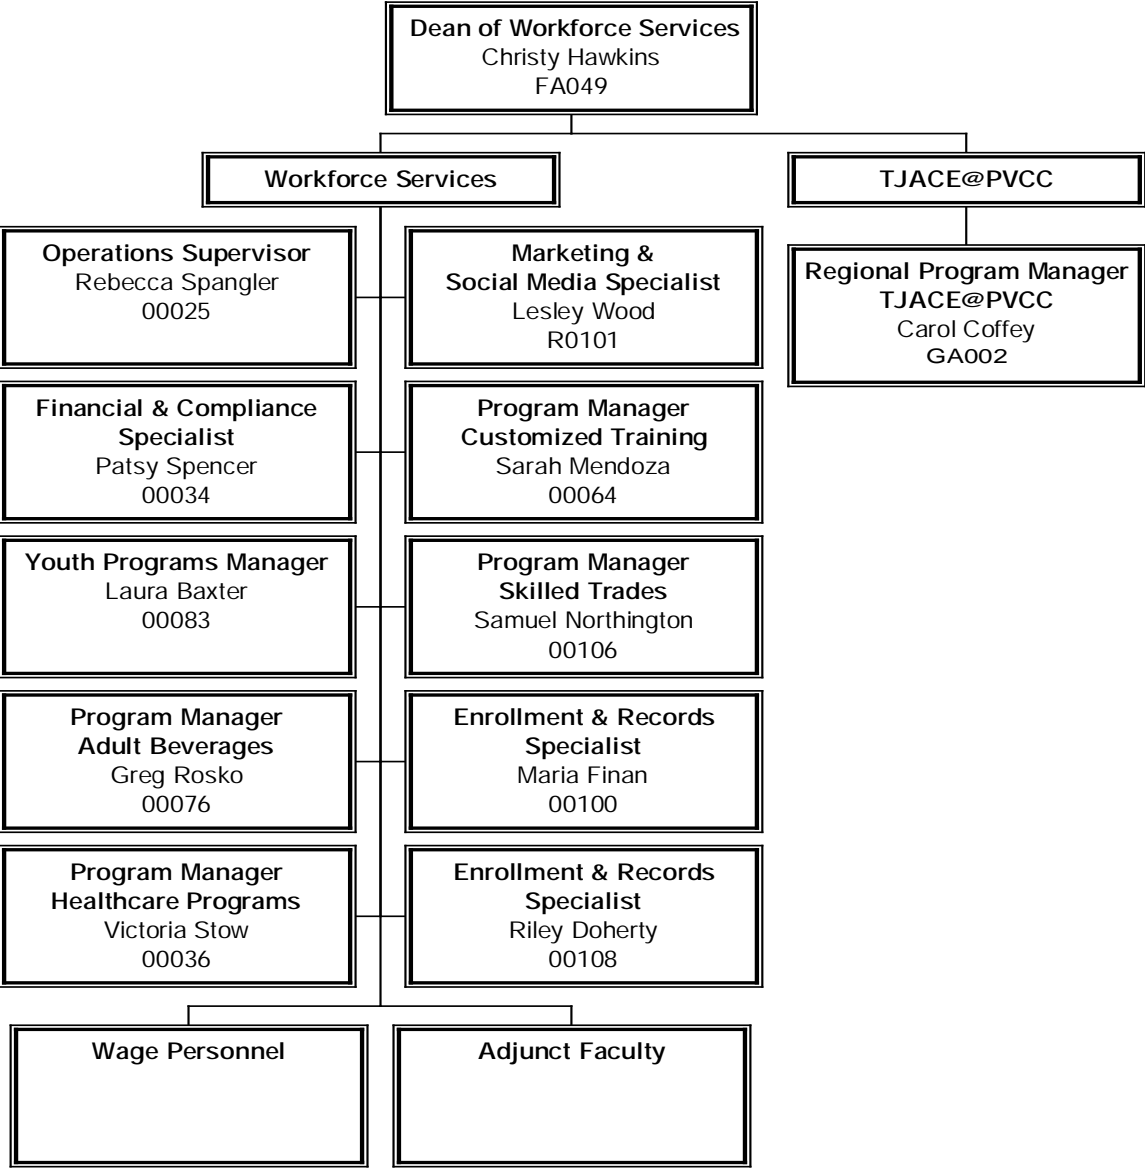 Dean of Workforce Services
Christy Hawkins
FA049
Workforce Services
TJACE@PVCC
Operations Supervisor
Rebecca Spangler
00025
Marketing &
Social Media Specialist
Lesley Wood
R0101
Regional Program Manager
TJACE@PVCC
Carol Coffey
GA002
Financial & Compliance
Specialist
Patsy Spencer
00034
Program Manager
Customized Training
Sarah Mendoza
00064
Youth Programs Manager
Laura Baxter
00083
Program Manager
Skilled Trades
Samuel Northington
00106
Program Manager
Adult Beverages
Greg Rosko
00076
Enrollment & Records
Specialist
Maria Finan
00100
Program Manager
Healthcare Programs
Victoria Stow
00036
Enrollment & Records
Specialist
Riley Doherty
00108
Wage Personnel
Adjunct Faculty